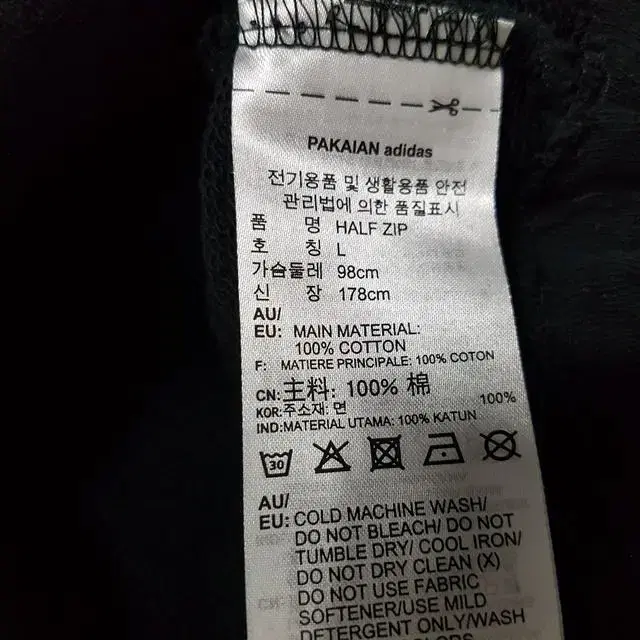 PAKAIAN adidas
전기용품 및 생활용품 안전
관리법에 의한 품질표시
품 명 HALF ZIP
호 칭 L
가슴둘레 98cm
신 장 178cm
AU/
EU: MAIN MATERIAL:
100% COTTON
F: MATIERE PRINCIPALE: 100% COTON
CN: 主料: 100% 棉
KOR:주소재: 면 100%
IND:MATERIAL UTAMA: 100% KATUN
30
AU/
EU: COLD MACHINE WASH/
DO NOT BLEACH/ DO NOT
TUMBLE DRY/ COOL IRON/
DO NOT DRY CLEAN (X)
DO NOT USE FABRIC
SOFTENER/USE MILD
DETERGENT ONLY/WASH